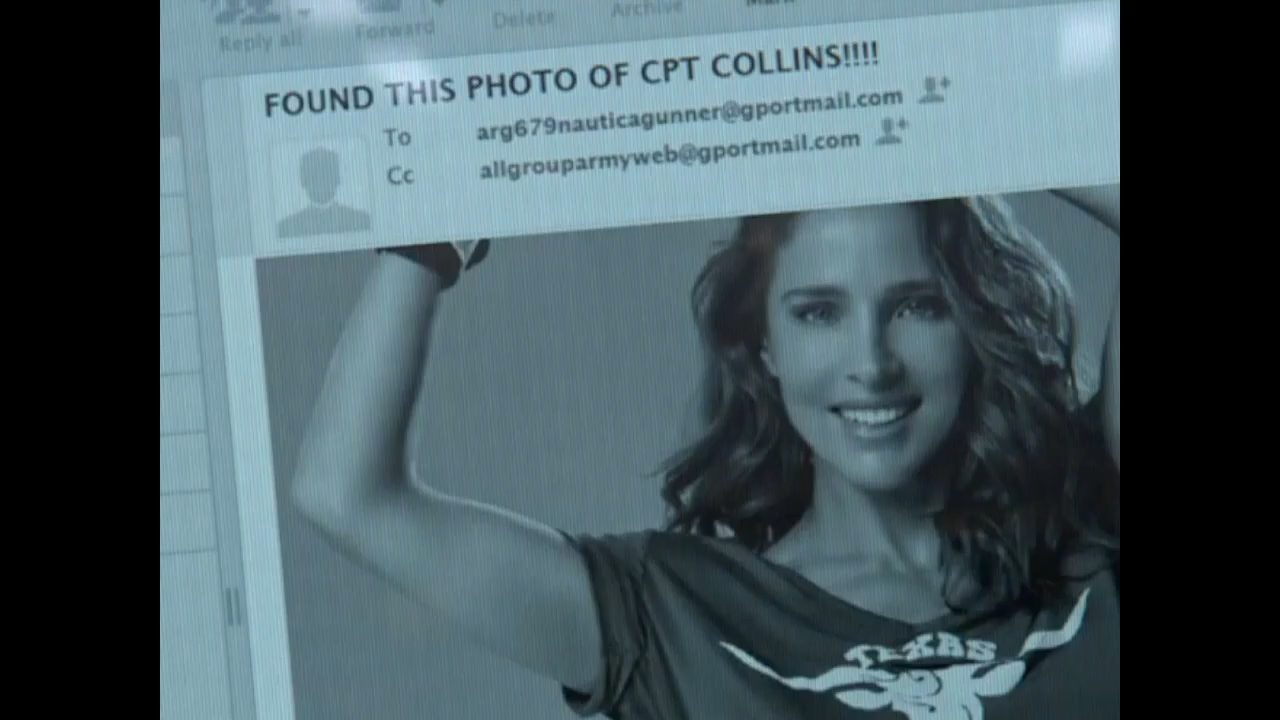 Reply all Forward Delete Archive
FOUND THIS PHOTO OF CPT COLLINS!!!!
To arg679nauticagunner@gportmail.com
Cc allgrouparmyweb@gportmail.com
TEXAS